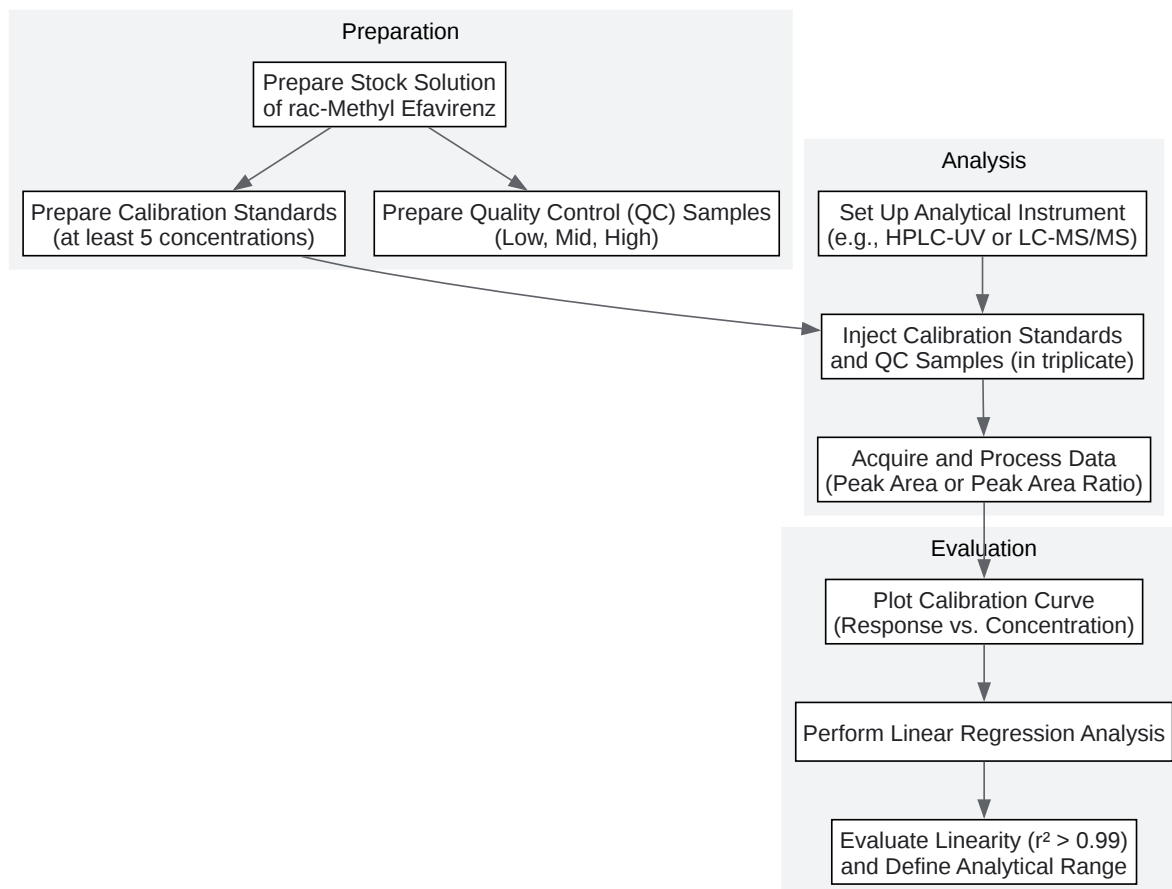 Preparation
Prepare Stock Solution
of rac-Methyl Efavirenz
Prepare Calibration Standards
(at least 5 concentrations)
Prepare Quality Control (QC) Samples
(Low, Mid, High)
Analysis
Set Up Analytical Instrument
(e.g., HPLC-UV or LC-MS/MS)
Inject Calibration Standards
and QC Samples (in triplicate)
Acquire and Process Data
(Peak Area or Peak Area Ratio)
Evaluation
Plot Calibration Curve
(Response vs. Concentration)
Perform Linear Regression Analysis
Evaluate Linearity (r² > 0.99)
and Define Analytical Range